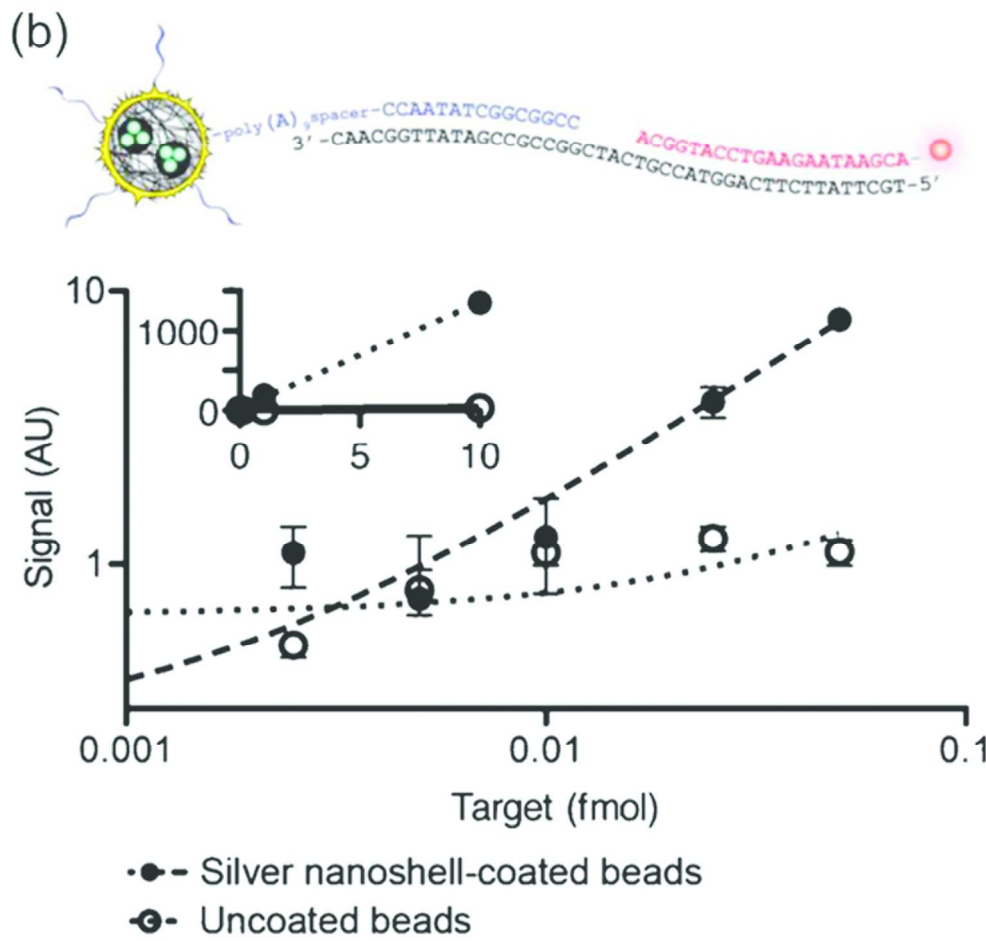 (b)
-poly(A)9spacer-CCAATATCGGCGGCC
ACGGTACCTGAAGAATAAGCA-
3'-CAACGGTTATAGCCGCCGGCTACTGCCATGGACTTCTTATTCGT-5'
10
1000
0
0 5 10
1
Signal (AU)
0.001 0.01 0.1
Target (fmol)
Silver nanoshell-coated beads
Uncoated beads